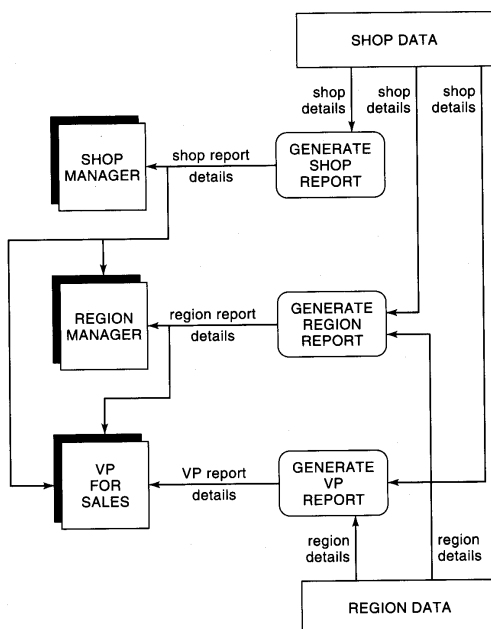 SHOP DATA
shop
details
shop
details
shop
details
SHOP
MANAGER
shop report
details
GENERATE
SHOP
REPORT
REGION
MANAGER
region report
details
GENERATE
REGION
REPORT
VP
FOR
SALES
VP report
details
GENERATE
VP
REPORT
region
details
region
details
REGION DATA